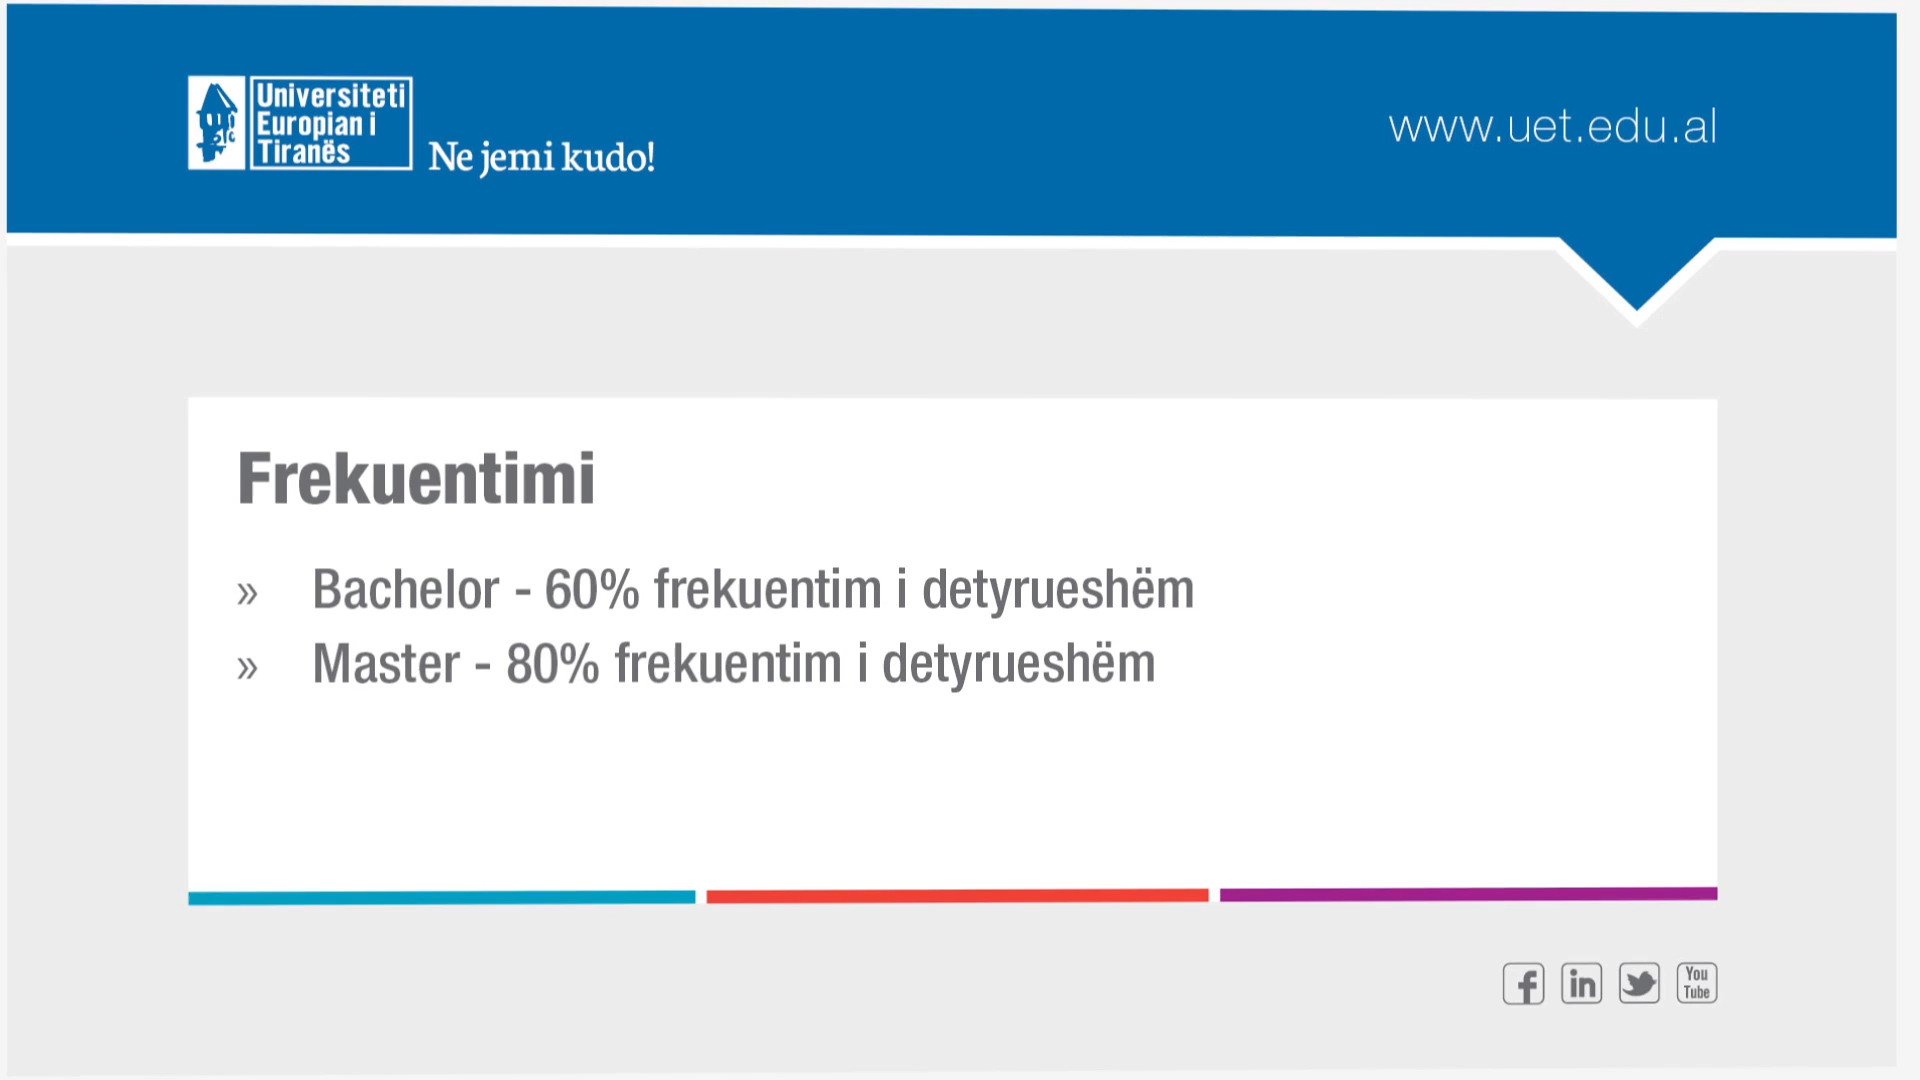 Universiteti
Europian i
Tiranës
Ne jemi kudo!
www.uet.edu.al
Frekuentimi
» Bachelor - 60% frekuentim i detyrueshëm
» Master - 80% frekuentim i detyrueshëm
f in You
Tube